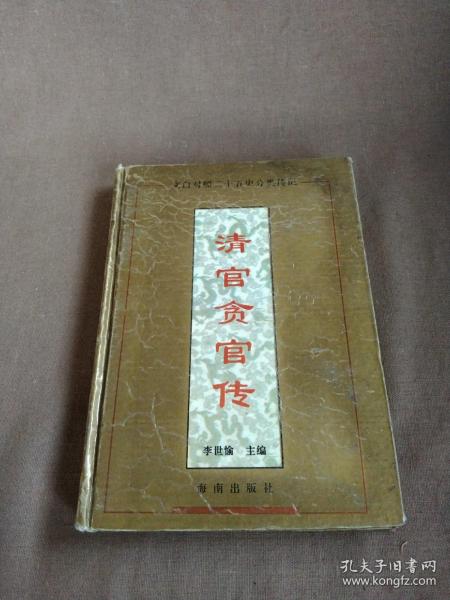 文白对照二十五史分类传记
清官贪官传
李世愉 主编
海南出版社
孔夫子旧书网
www.kongfz.com